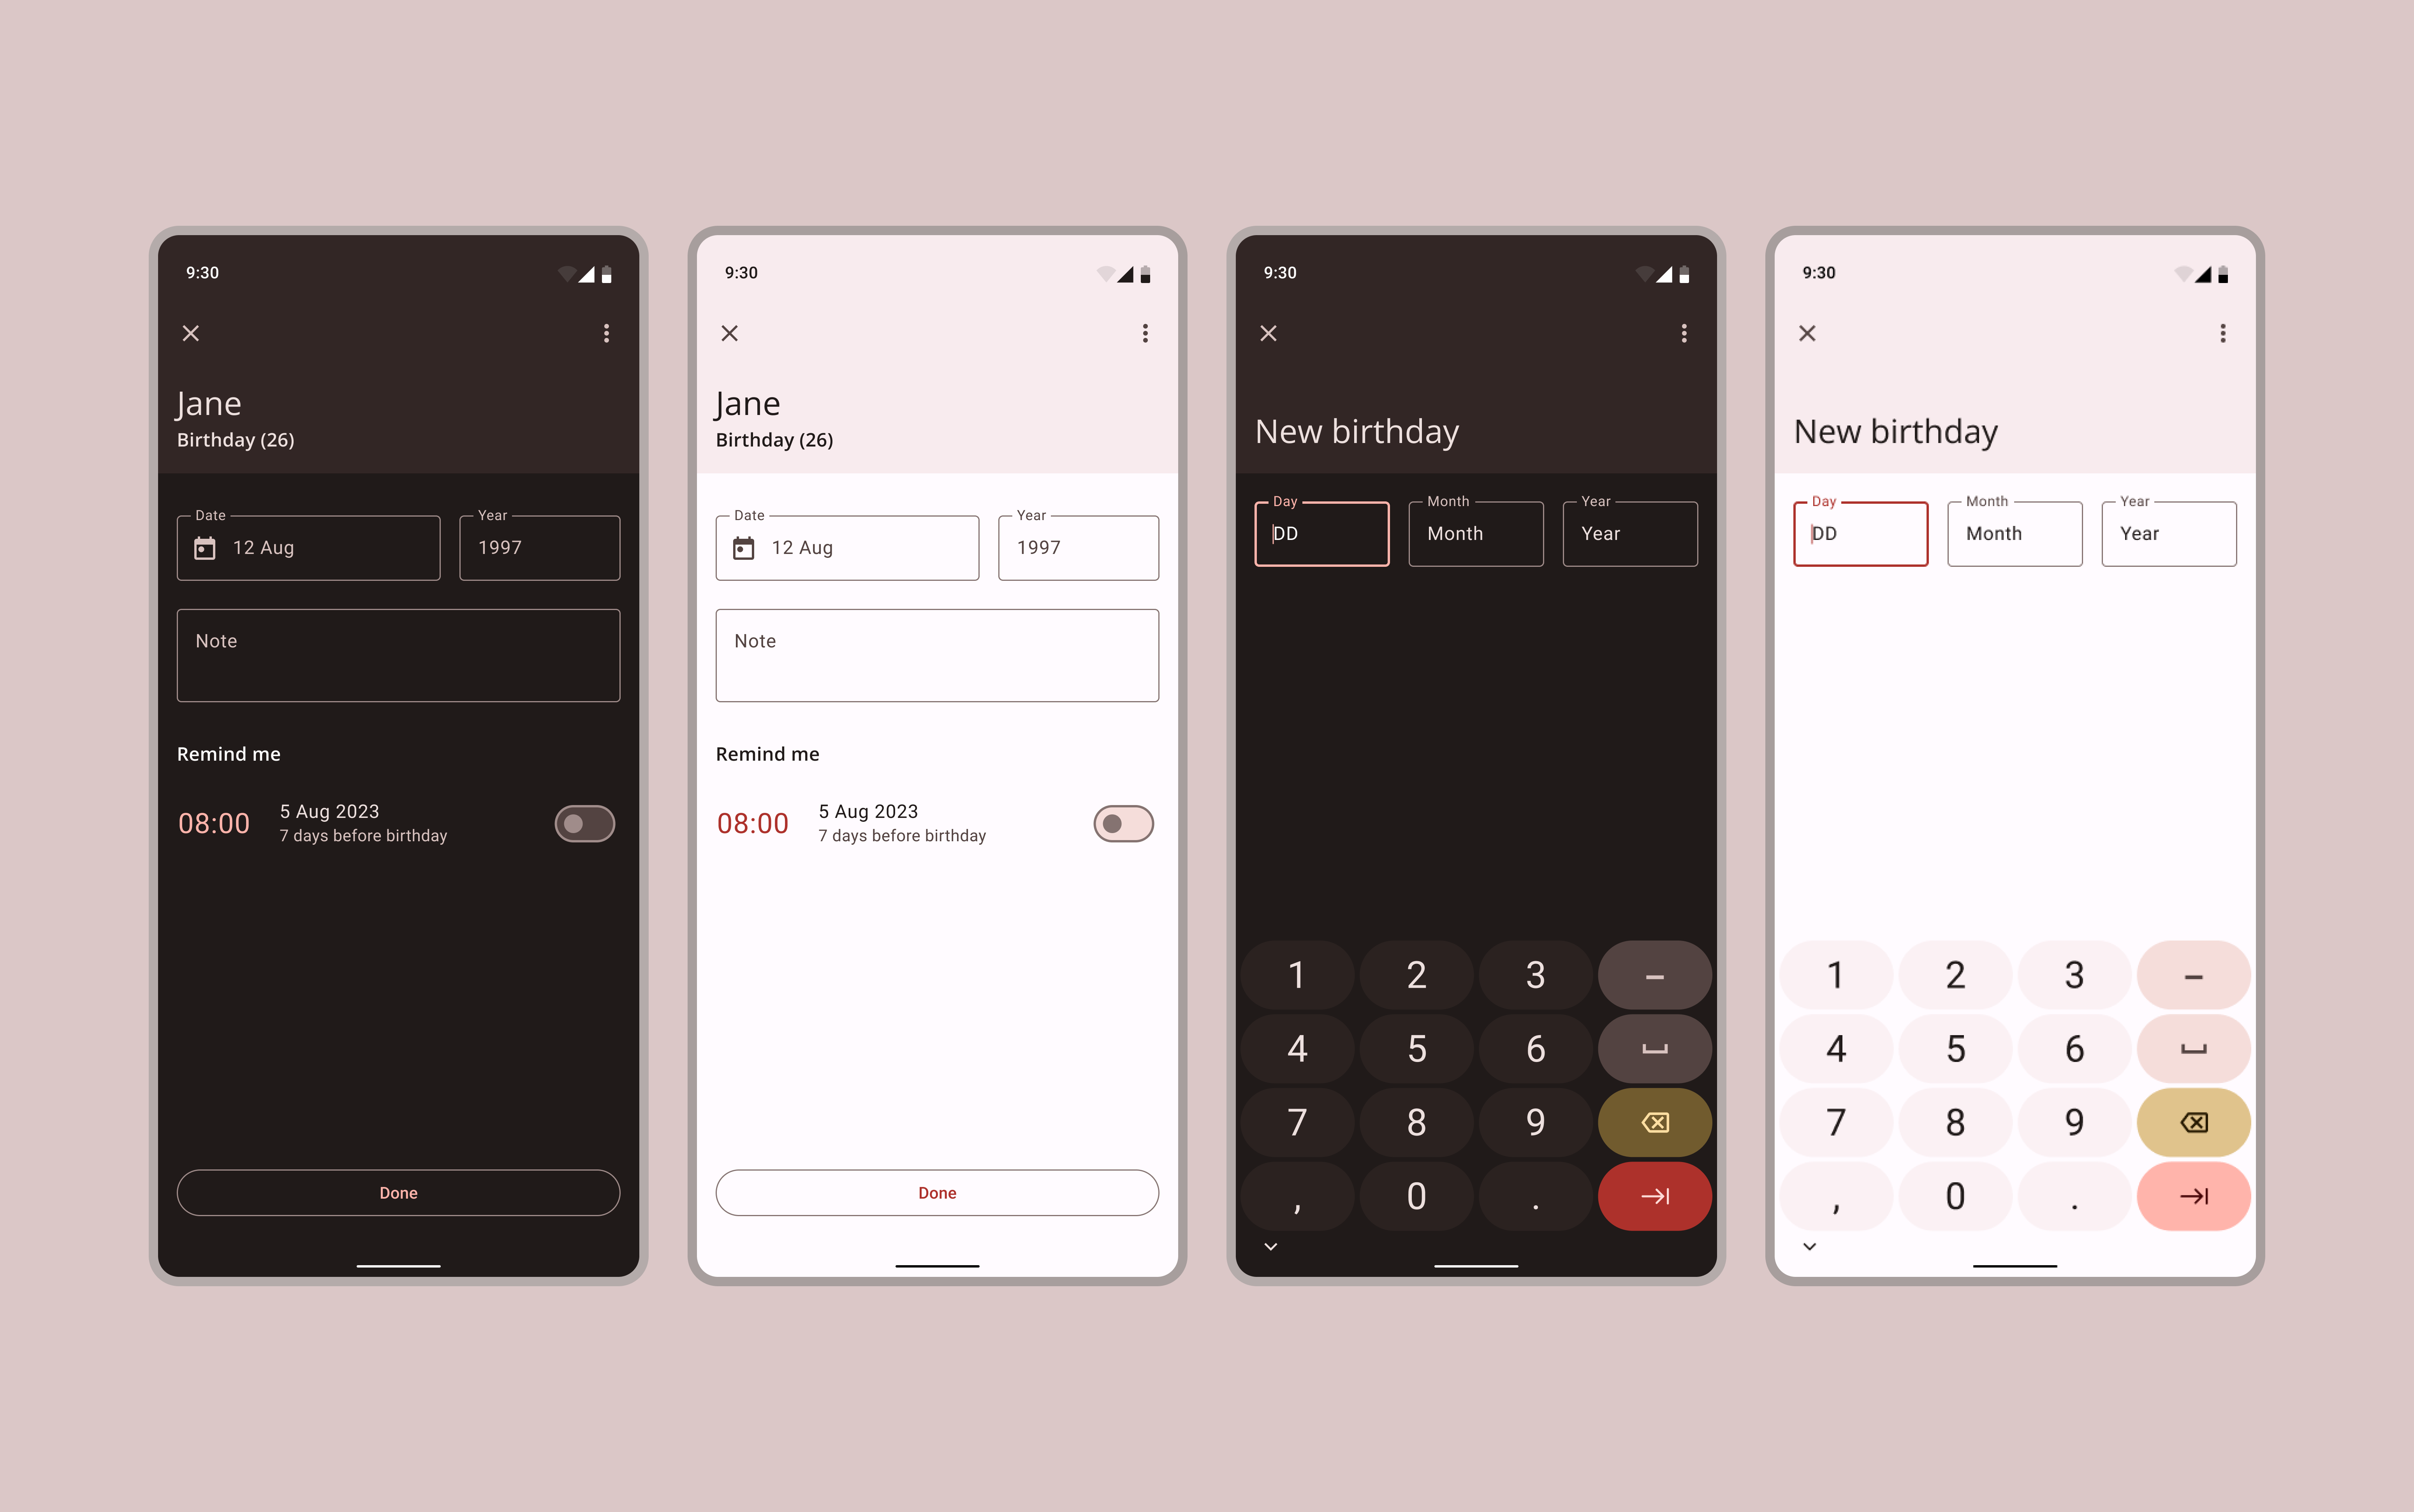 9:30
Jane
Birthday (26)
Date
12 Aug
Year
1997
Note
Remind me
08:00
5 Aug 2023
7 days before birthday
Done
9:30
Jane
Birthday (26)
Date
12 Aug
Year
1997
Note
Remind me
08:00
5 Aug 2023
7 days before birthday
Done
9:30
New birthday
Day
DD
Month
Month
Year
Year
1 2 3 –
4 5 6
7 8 9
, 0 .
9:30
New birthday
Day
DD
Month
Month
Year
Year
1 2 3 –
4 5 6
7 8 9
, 0 .